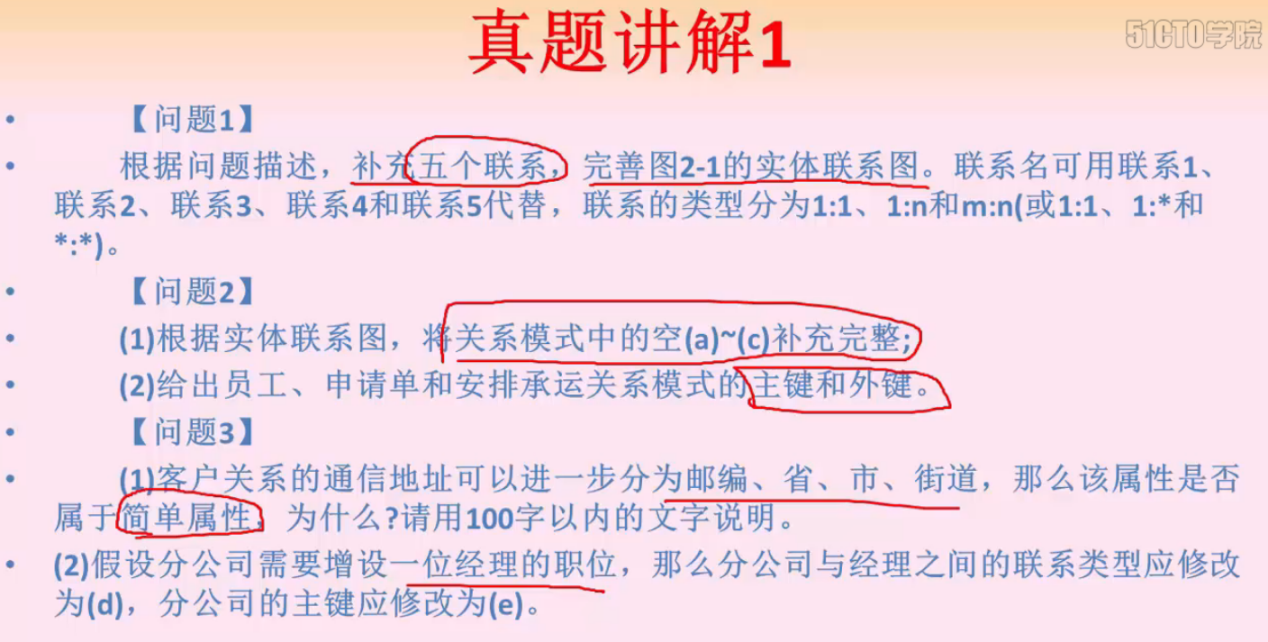 真题讲解1
51CTO学院
• 【问题1】
• 根据问题描述，补充五个联系，完善图2-1的实体联系图。联系名可用联系1、
联系2、联系3、联系4和联系5代替，联系的类型分为1:1、1:n和m:n(或1:1、1:*和
*:*)。
• 【问题2】
• (1)根据实体联系图，将关系模式中的空(a)~(c)补充完整;
• (2)给出员工、申请单和安排承运关系模式的主键和外键。
• 【问题3】
• (1)客户关系的通信地址可以进一步分为邮编、省、市、街道，那么该属性是否
属于简单属性，为什么?请用100字以内的文字说明。
• (2)假设分公司需要增设一位经理的职位，那么分公司与经理之间的联系类型应修改
为(d)，分公司的主键应修改为(e)。